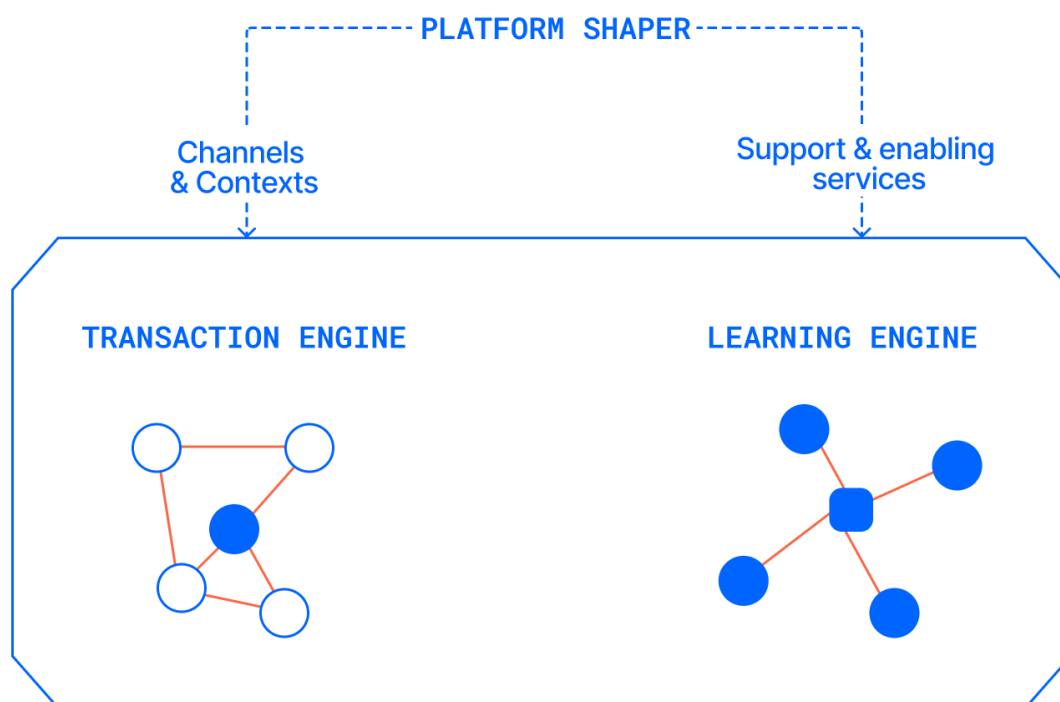 PLATFORM SHAPER
Channels
& Contexts
Support & enabling
services
TRANSACTION ENGINE
LEARNING ENGINE